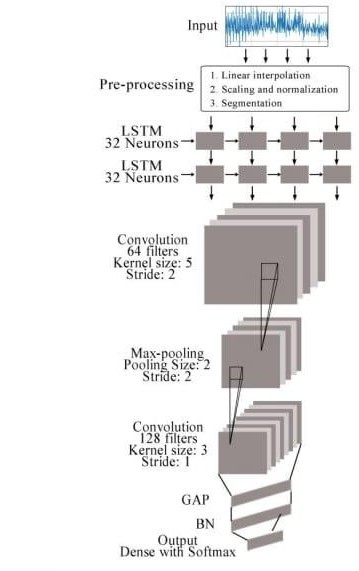 Input
Pre-processing
1. Linear interpolation
2. Scaling and normalization
3. Segmentation
LSTM
32 Neurons
LSTM
32 Neurons
Convolution
64 filters
Kernel size: 5
Stride: 2
Max-pooling
Pooling Size: 2
Stride: 2
Convolution
128 filters
Kernel size: 3
Stride: 1
GAP
BN
Output
Dense with Softmax